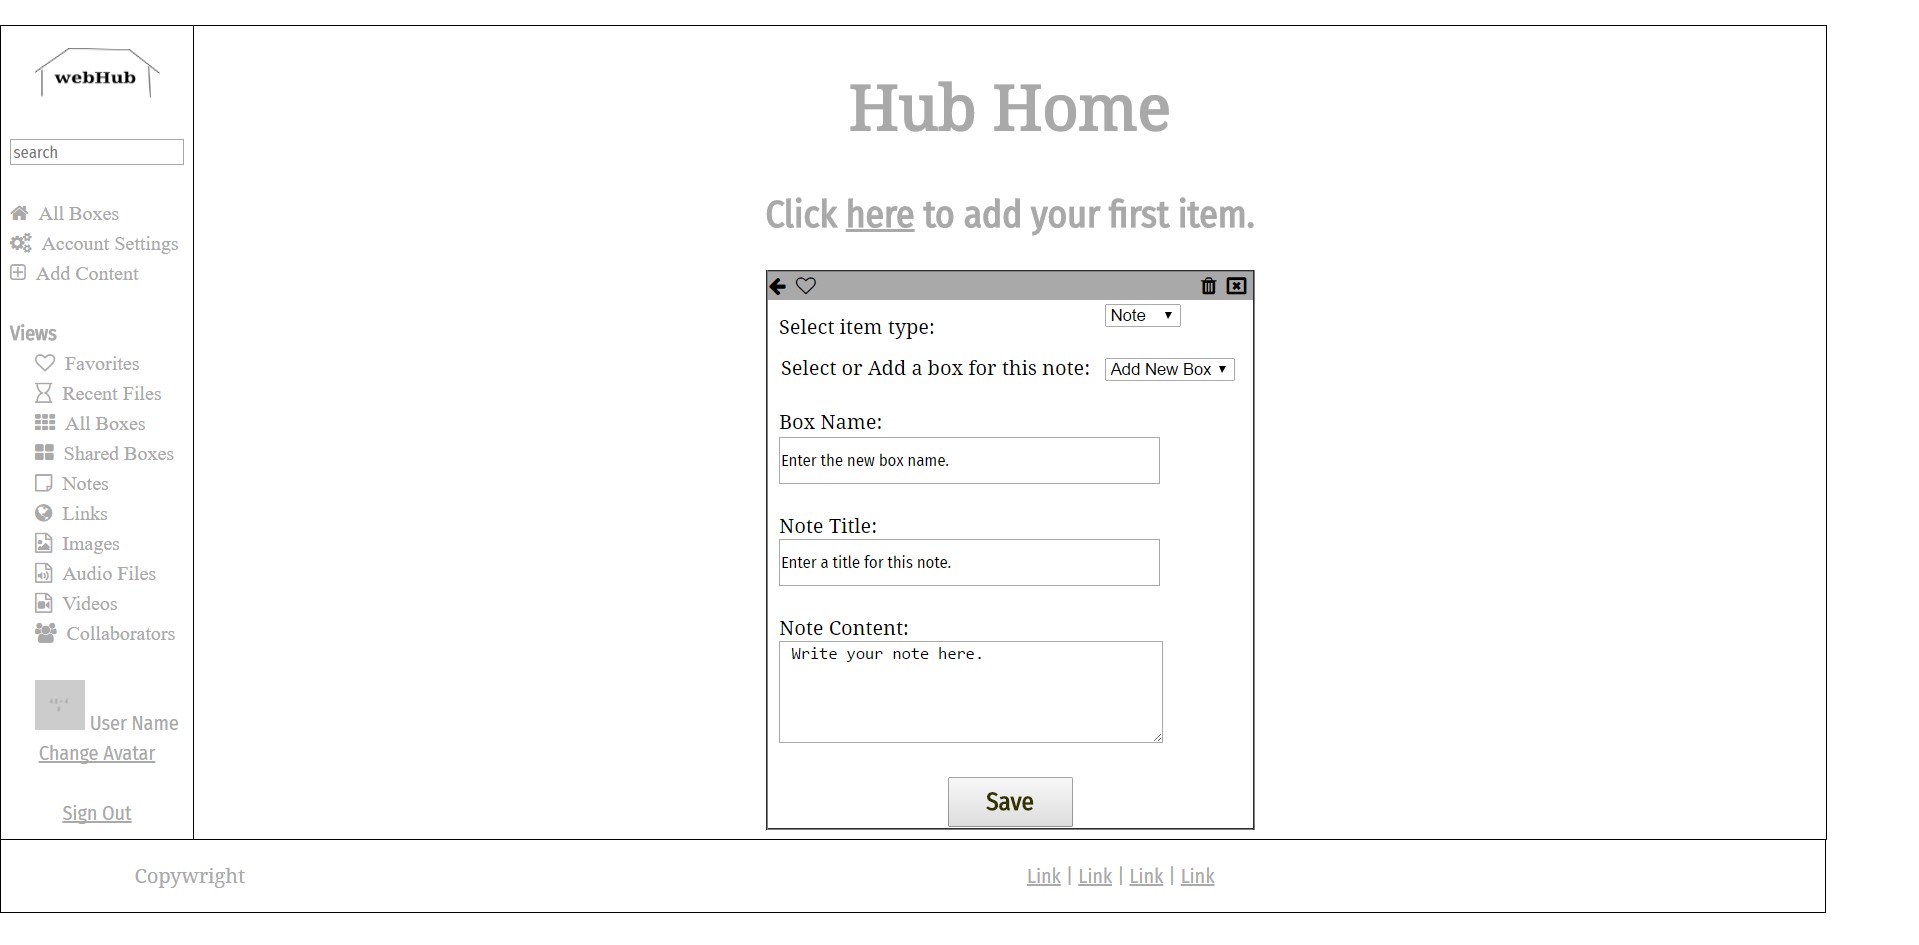 webHub
search
All Boxes
Account Settings
Add Content
Views
Favorites
Recent Files
All Boxes
Shared Boxes
Notes
Links
Images
Audio Files
Videos
Collaborators
User Name
Change Avatar
Sign Out
Hub Home
Click here to add your first item.
Select item type:
Note
Select or Add a box for this note:
Add New Box
Box Name:
Enter the new box name.
Note Title:
Enter a title for this note.
Note Content:
Write your note here.
Save
Copywright
Link | Link | Link | Link